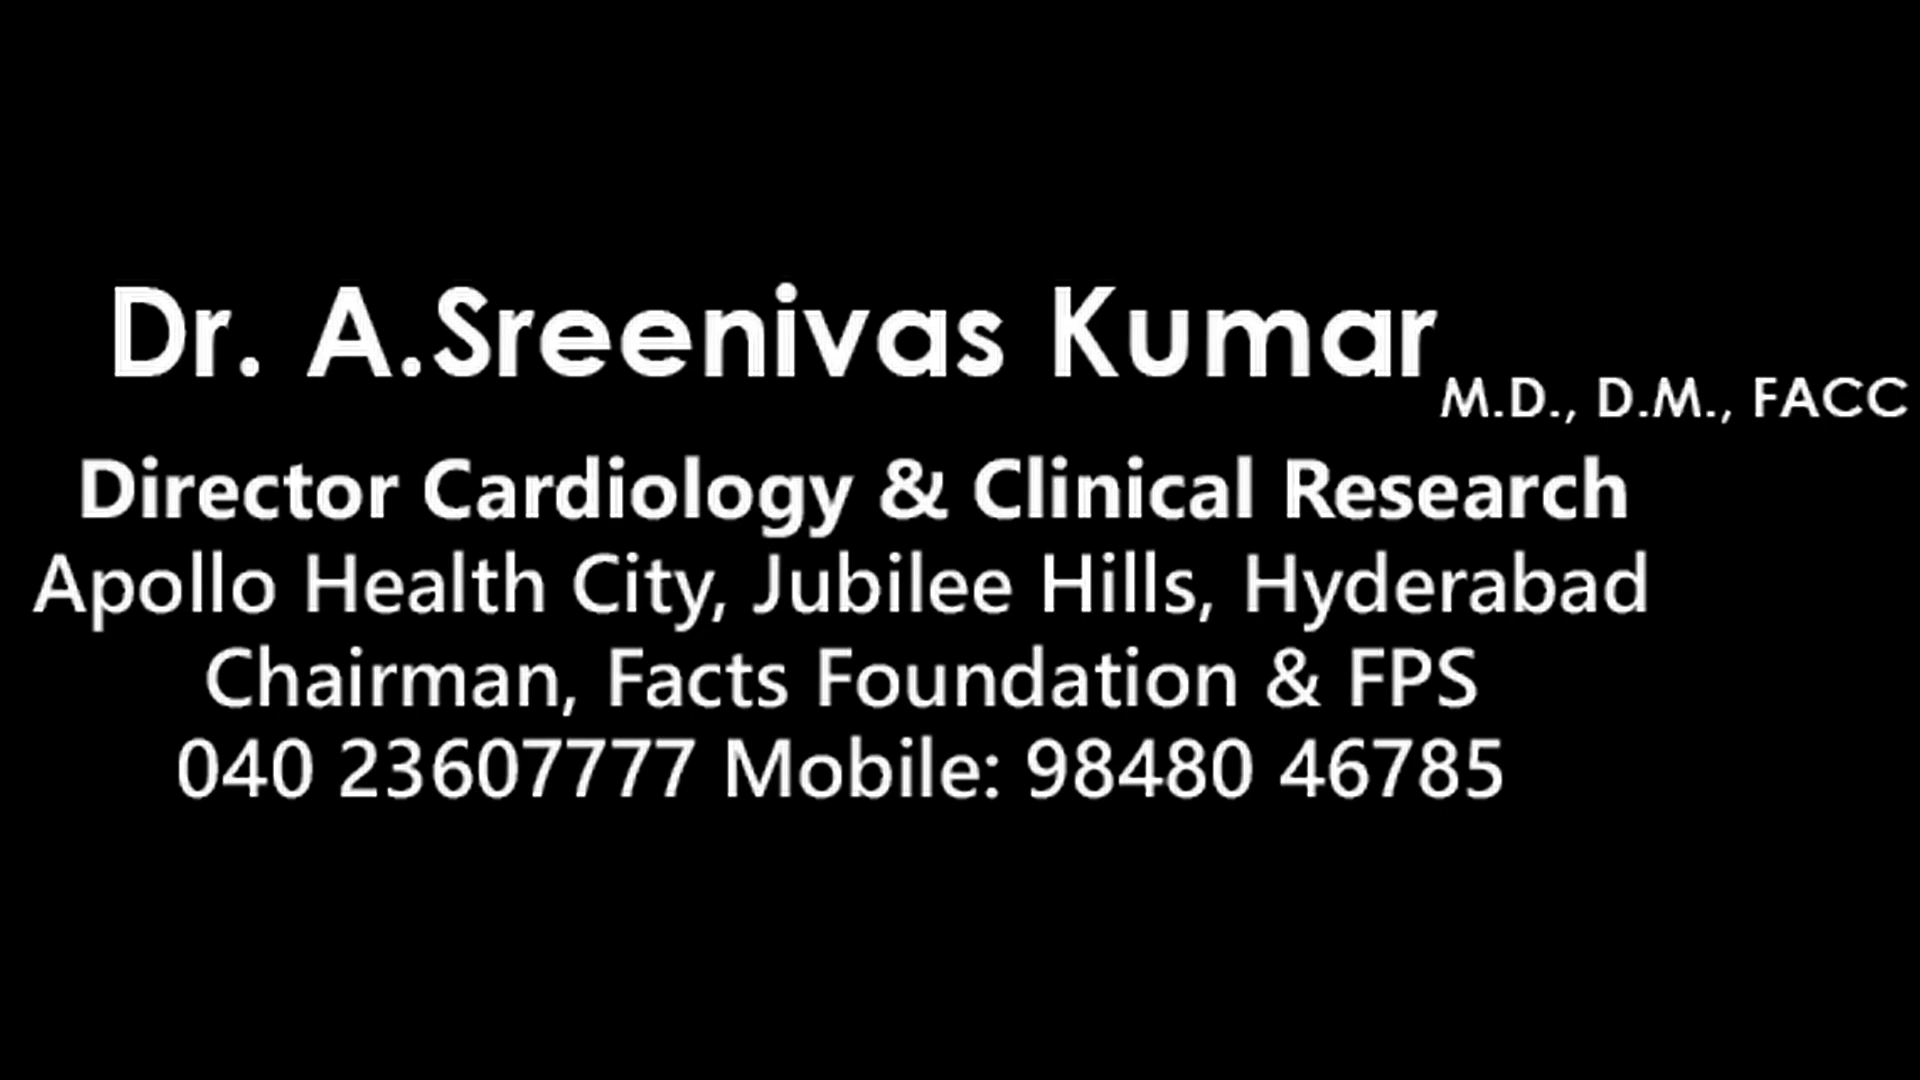 Dr. A.Sreenivas Kumar M.D., D.M., FACC
Director Cardiology & Clinical Research
Apollo Health City, Jubilee Hills, Hyderabad
Chairman, Facts Foundation & FPS
040 23607777 Mobile: 98480 46785